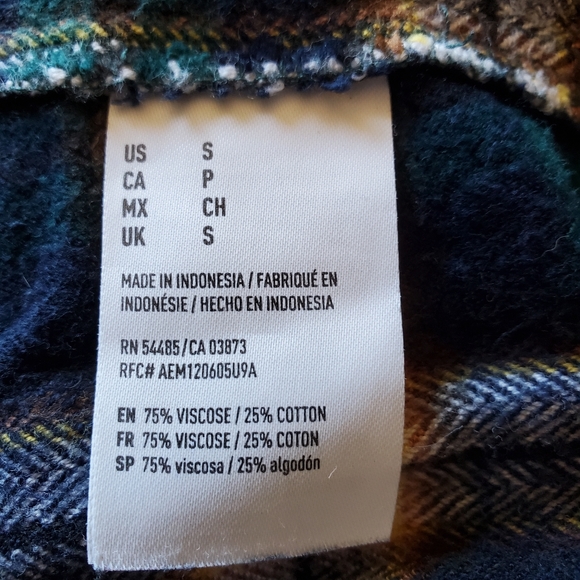 US S
CA P
MX CH
UK S
MADE IN INDONESIA / FABRIQUÉ EN
INDONÉSIE / HECHO EN INDONESIA
RN 54485 / CA 03873
RFC# AEM120605U9A
EN 75% VISCOSE / 25% COTTON
FR 75% VISCOSE / 25% COTON
SP 75% viscosa / 25% algodón